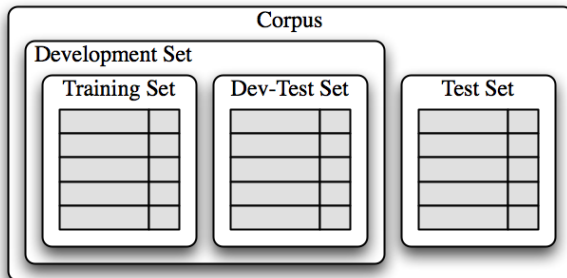 Corpus
Development Set
Training Set
Dev-Test Set
Test Set